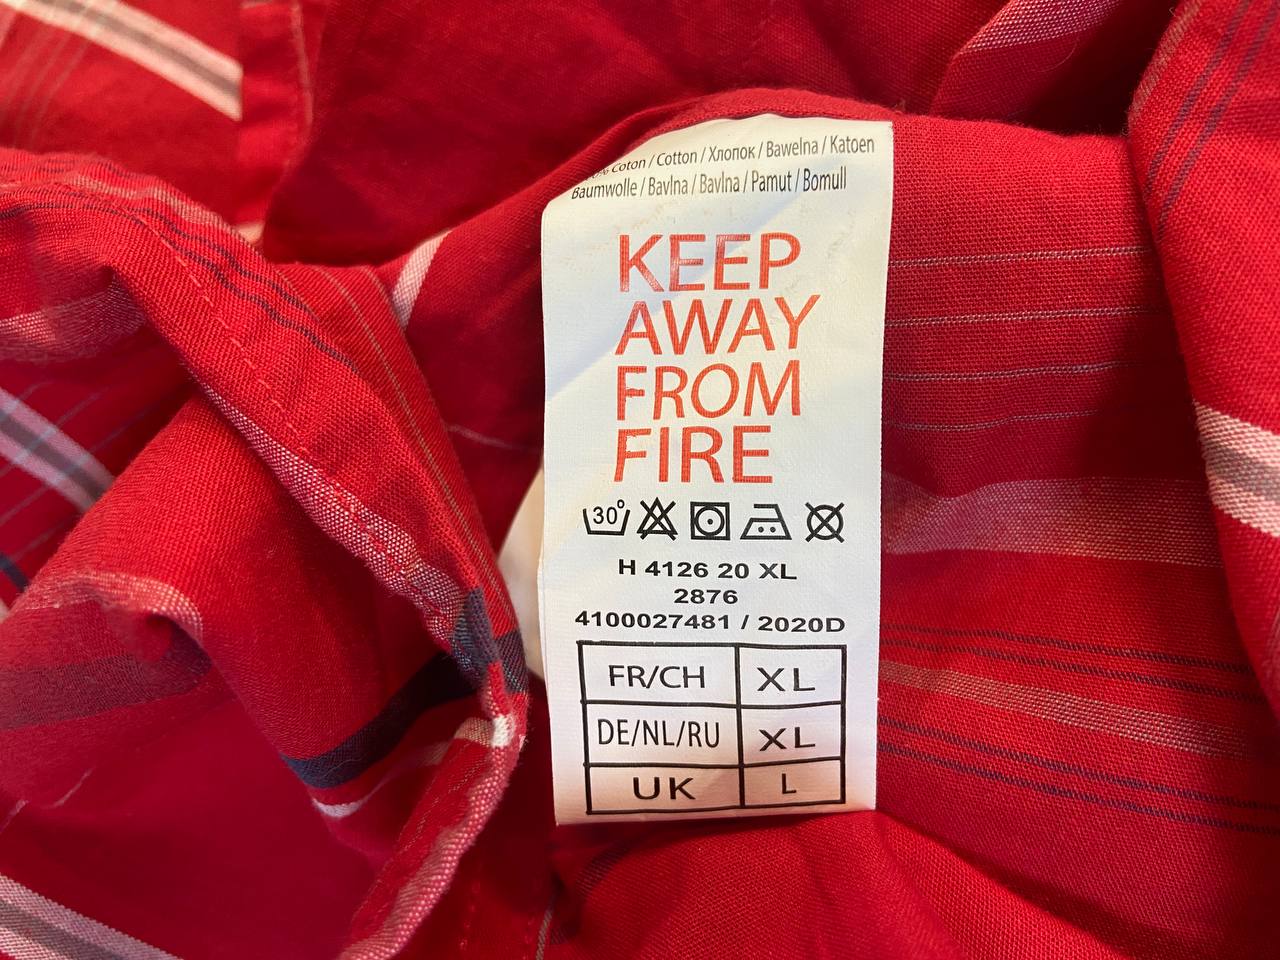 % Coton / Cotton / Хлопок / Bawełna / Katoen
Baumwolle / Bavlna / Bavlna / Pamut / Bomull
KEEP
AWAY
FROM
FIRE
30°
H 4126 20 XL
2876
4100027481 / 2020D
FR/CH XL
DE/NL/RU XL
UK L